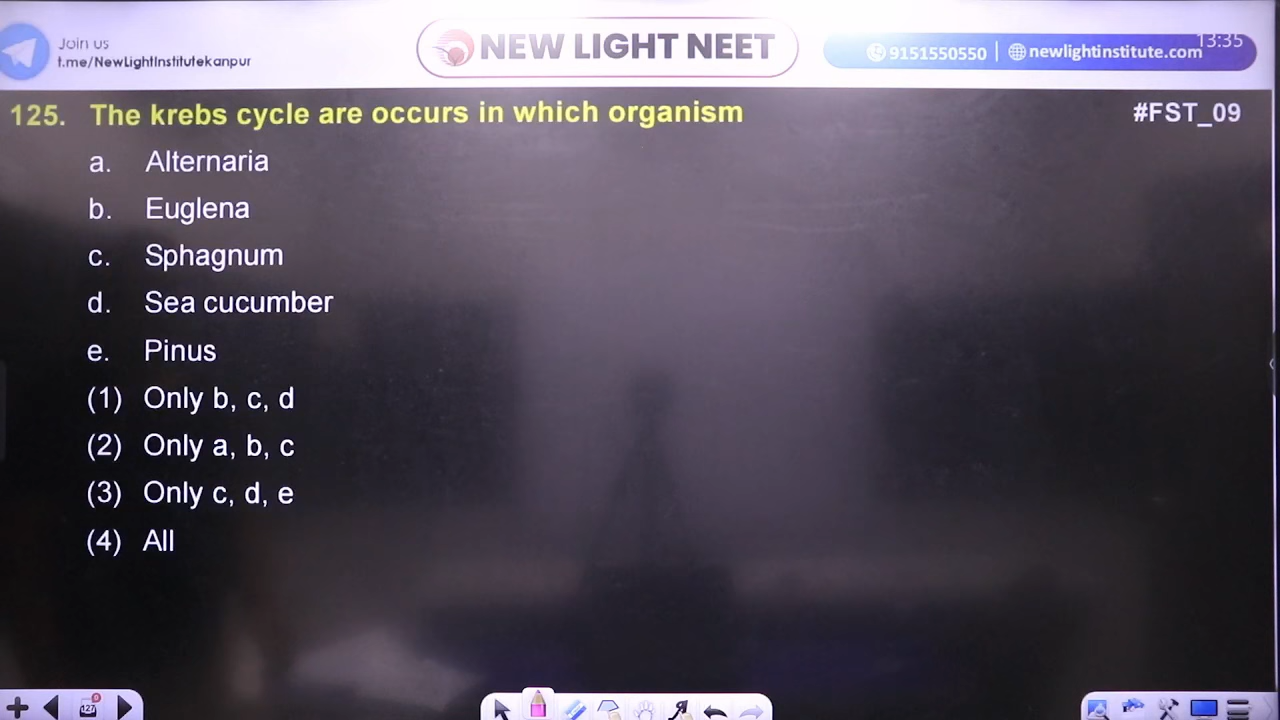 Join us
t.me/NewLightInstitutekanpur
NEW LIGHT NEET
9151550550 | newlightinstitute.com
13:35
125. The krebs cycle are occurs in which organism
#FST_09
a. Alternaria
b. Euglena
c. Sphagnum
d. Sea cucumber
e. Pinus
(1) Only b, c, d
(2) Only a, b, c
(3) Only c, d, e
(4) All
127